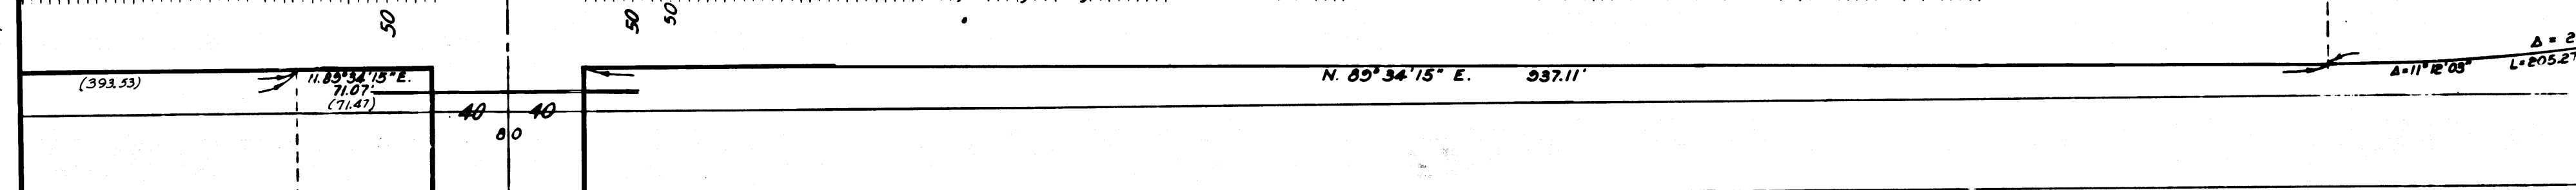 50
50
50
(393.53)
N. 89° 34' 15" E.
71.07'
(71.47)
40 40
80
N. 89° 34' 15" E. 937.11'
Δ = 2
Δ = 11° 12' 03"
L = 205.27